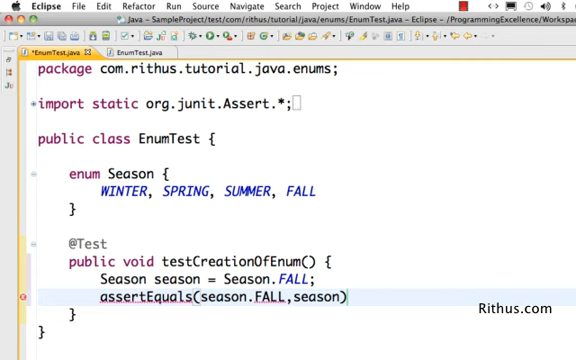 Eclipse File Edit Refactor Run Source Navigate Search Project Window Help
Java - SampleProject/test/com/rithus/tutorial/java/enums/EnumTest.java - Eclipse - /ProgrammingExcellence/Workspa
*EnumTest.java EnumTest.java
package com.rithus.tutorial.java.enums;
import static org.junit.Assert.*;
public class EnumTest {
enum Season {
WINTER, SPRING, SUMMER, FALL
}
@Test
public void testCreationOfEnum() {
Season season = Season.FALL;
assertEquals(season.FALL,season)
}
}
Rithus.com